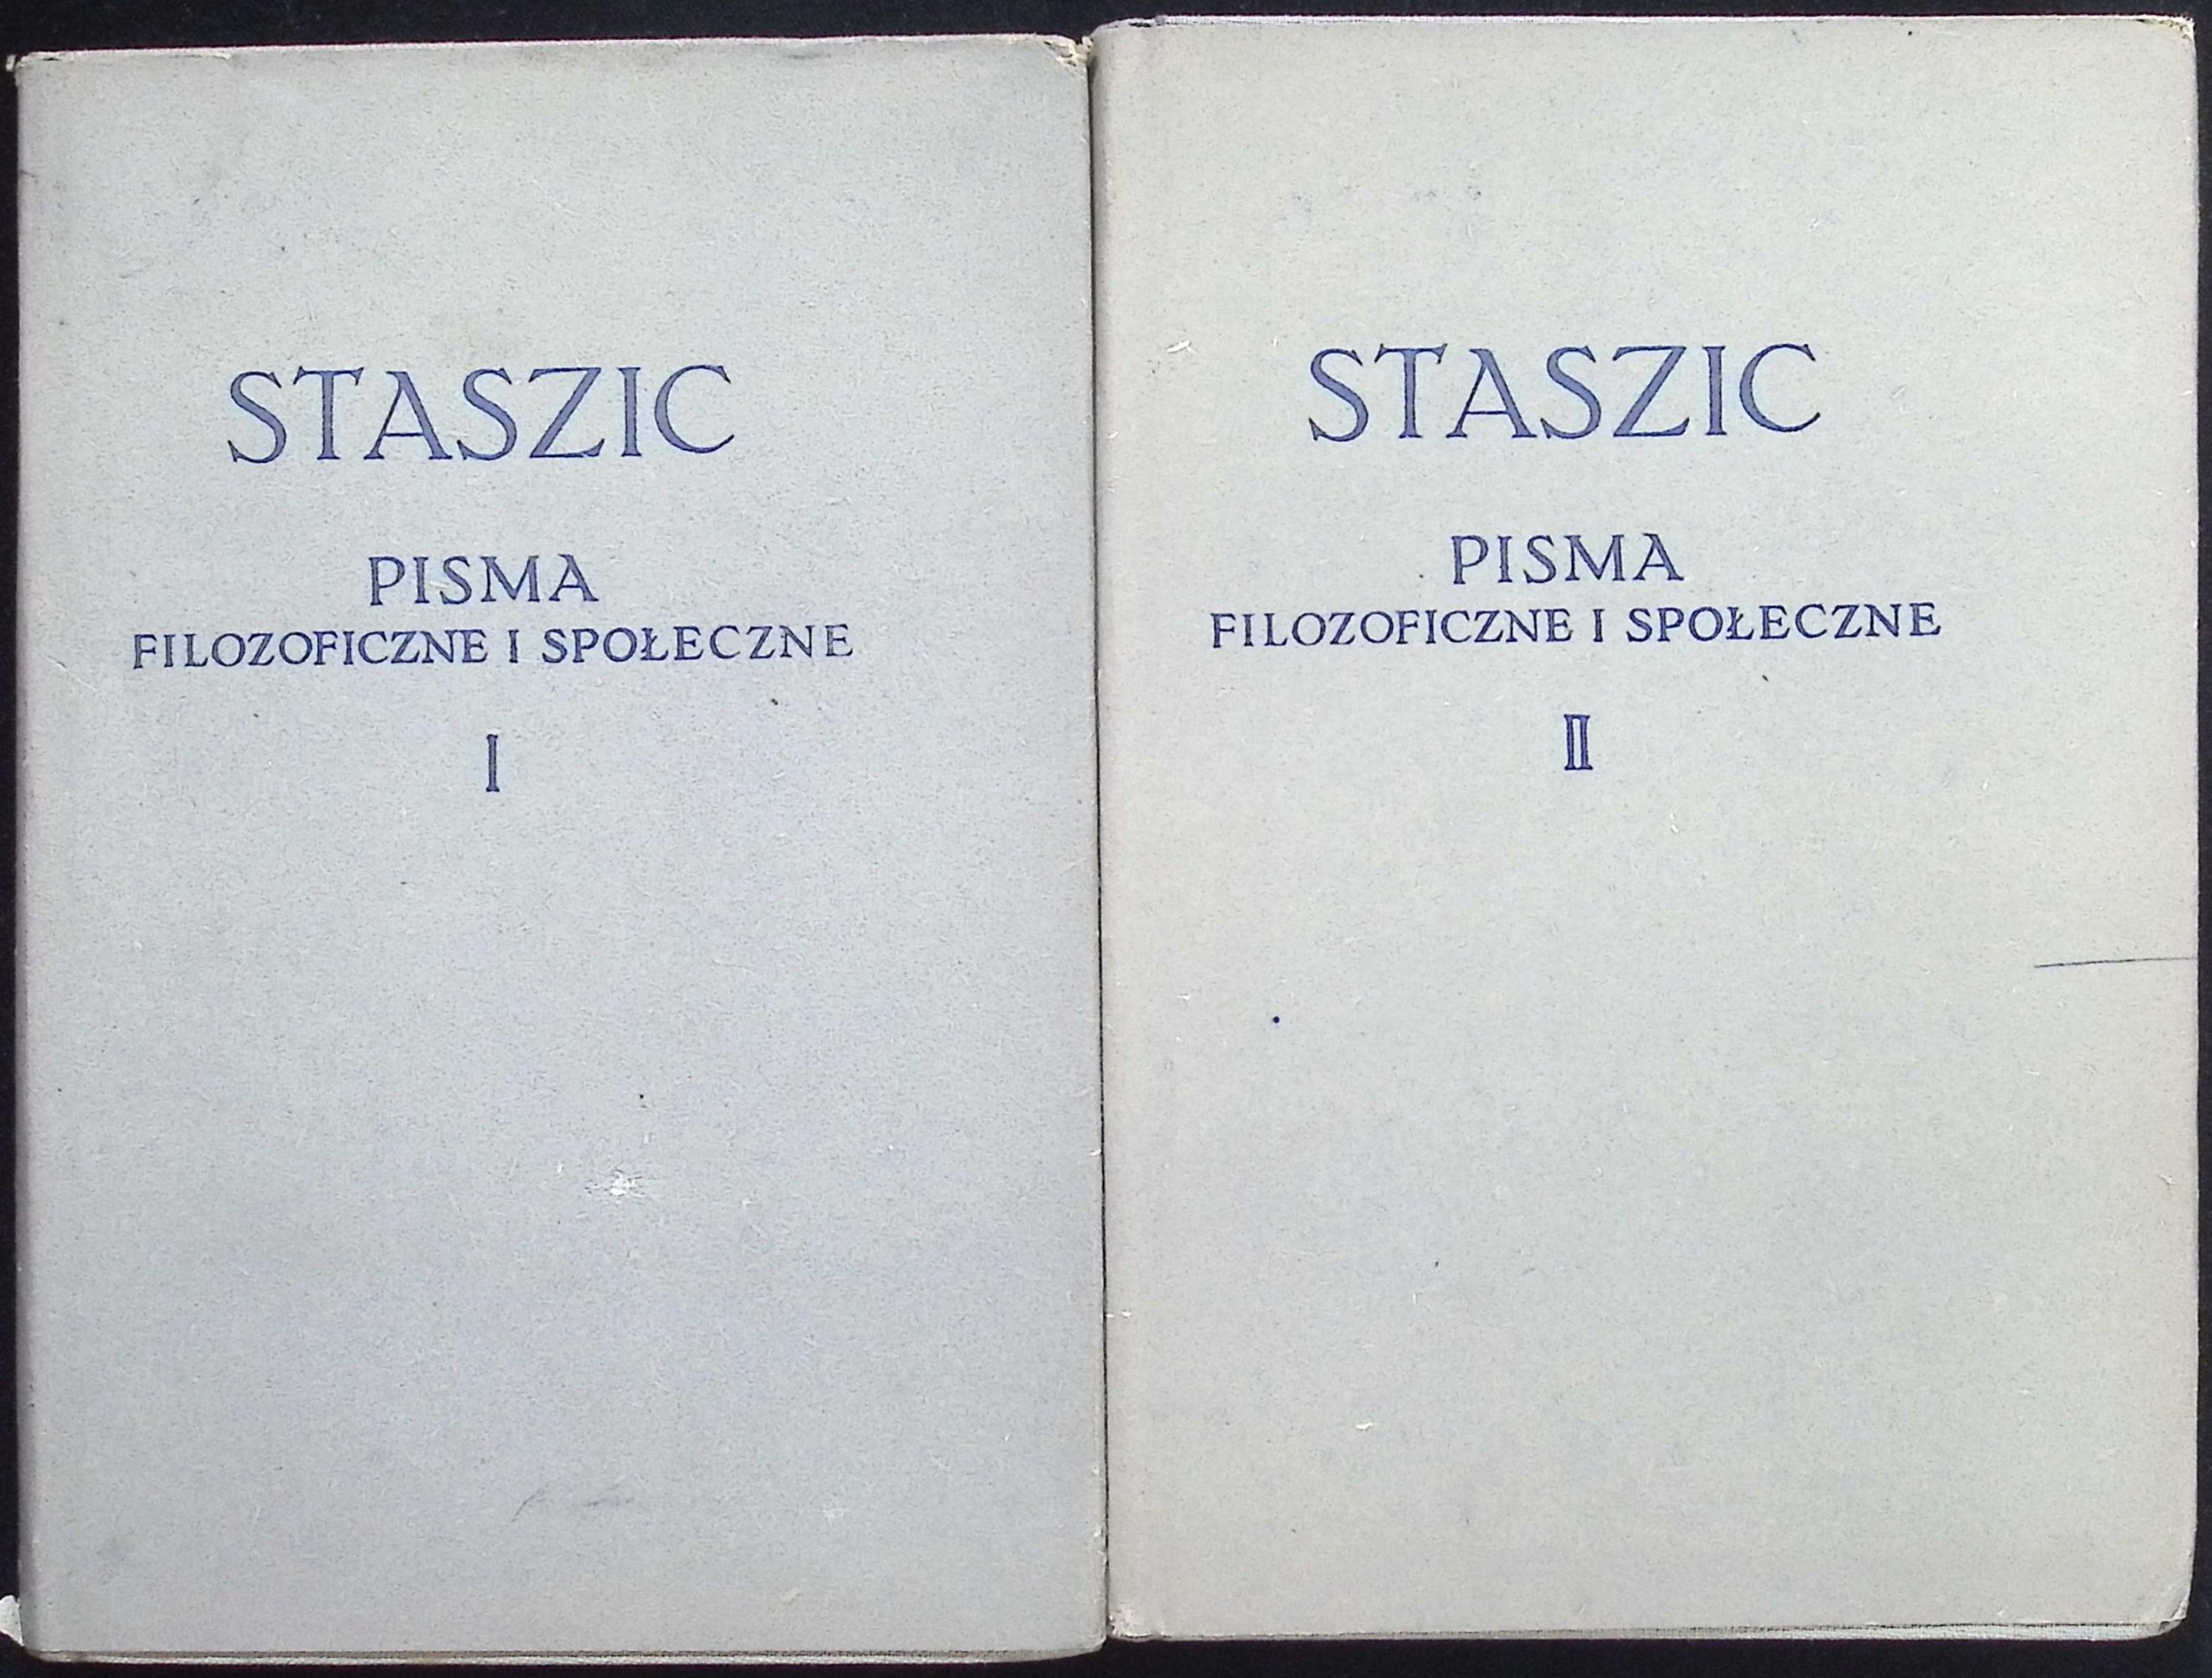 STASZIC
PISMA
FILOZOFICZNE I SPOŁECZNE
I
STASZIC
PISMA
FILOZOFICZNE I SPOŁECZNE
II